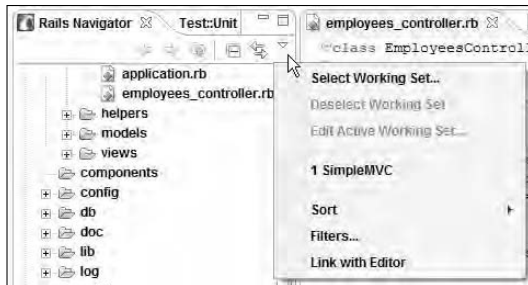 Rails Navigator
Test::Unit
employees_controller.rb
class EmployeesControl
application.rb
employees_controller.rb
helpers
models
views
components
config
db
doc
lib
log
Select Working Set...
Deselect Working Set
Edit Active Working Set...
1 SimpleMVC
Sort
Filters...
Link with Editor